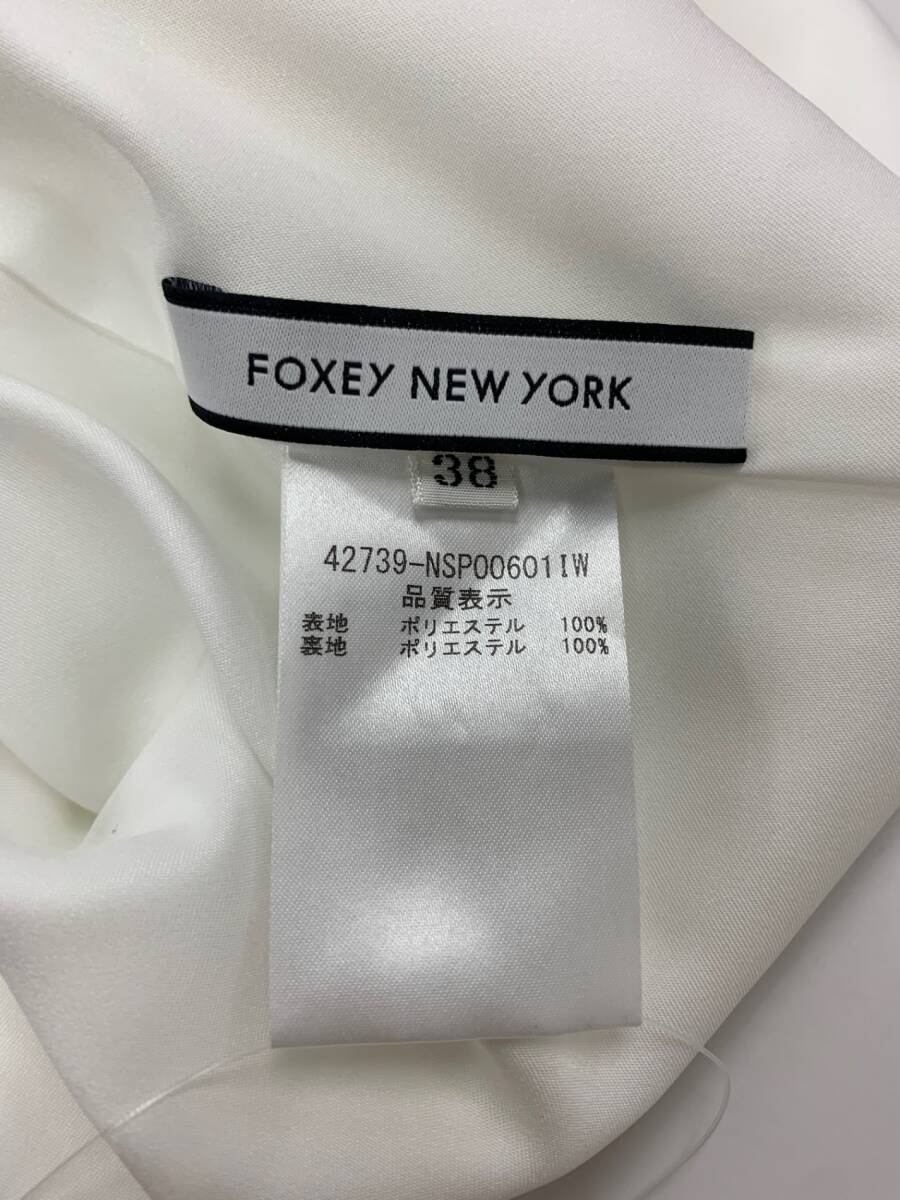 FOXEY NEW YORK
38
42739-NSP00601IW
品質表示
表地 ポリエステル 100%
裏地 ポリエステル 100%